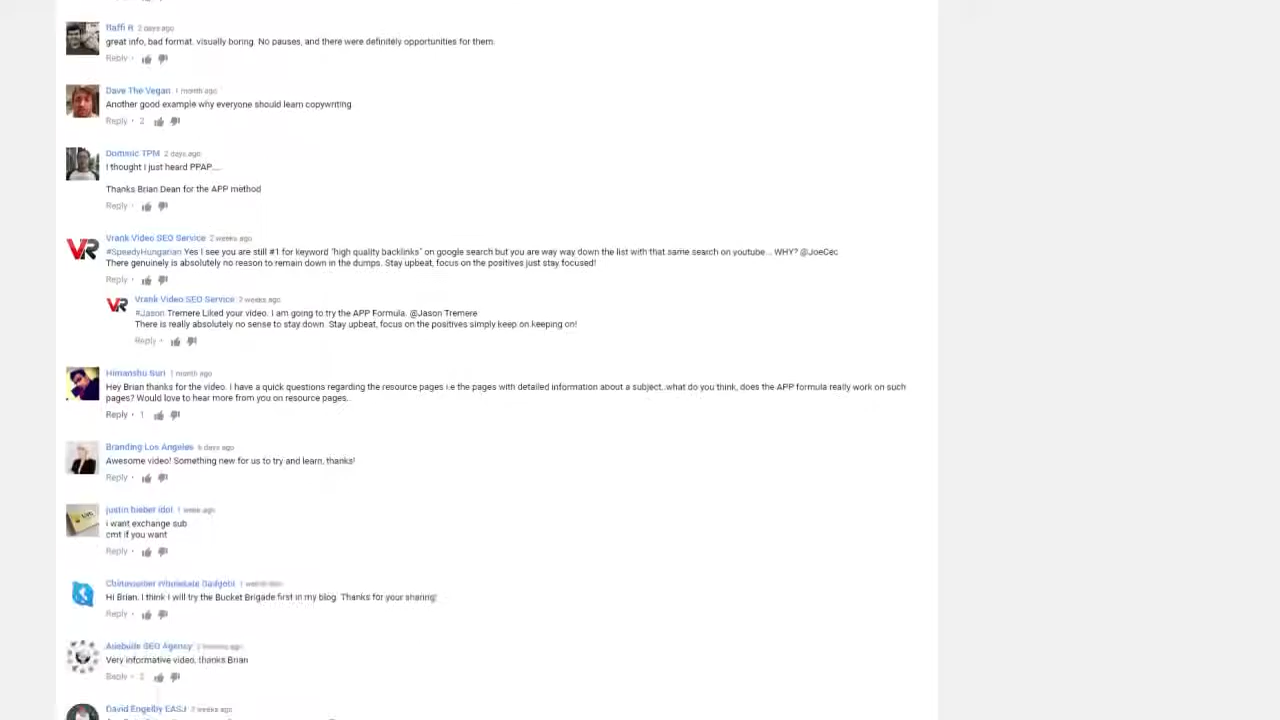 Raffi R 2 days ago
great info, bad format. visually boring. No pauses, and there were definitely opportunities for them.
Reply
Dave The Vegan 1 month ago
Another good example why everyone should learn copywriting
Reply • 2
Dominic TPM 2 days ago
I thought I just heard PPAP.....
Thanks Brian Dean for the APP method
Reply
VR
Vrank Video SEO Service 2 weeks ago
#SpeedyHungarian Yes I see you are still #1 for keyword "high quality backlinks" on google search but you are way way down the list with that same search on youtube... WHY? @JoeCec
There genuinely is absolutely no reason to remain down in the dumps. Stay upbeat, focus on the positives just stay focused!
Reply
VR
Vrank Video SEO Service 2 weeks ago
#Jason Tremere Liked your video. I am going to try the APP Formula. @Jason Tremere
There is really absolutely no sense to stay down. Stay upbeat, focus on the positives simply keep on keeping on!
Reply
Himanshu 1 month ago
Hey Brian thanks for the video. I have a quick questions regarding the resource pages i.e the pages with detailed information about a subject..what do you think, does the APP formula really work on such
pages? Would love to hear more from you on resource pages..
Reply • 1
Branding Los Angeles 6 days ago
Awesome video! Something new for us to try and learn, thanks!
Reply
justin bieber idol 1 week ago
i want exchange sub
cmt if you want
Reply
Wholesale
Hi Brian. I think I will try the Bucket Brigade first in my blog. Thanks for your sharing!
Reply
SEO Agency
Very informative video, thanks Brian
Reply • 2
David Engelby EASJ weeks ago